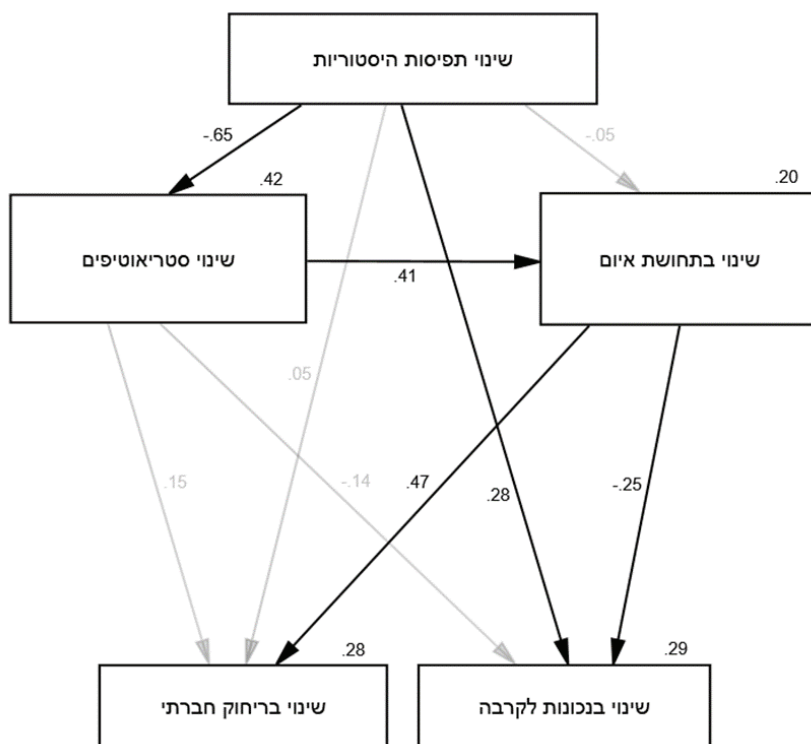 שינוי תפיסות היסטוריות
-.65
-.05
.42
.20
שינוי סטריאוטיפים
שינוי בתחושת איום
.41
.05
.15
-.14
.47
.28
-.25
.28
.29
שינוי בריחוק חברתי
שינוי בנכונות לקרבה